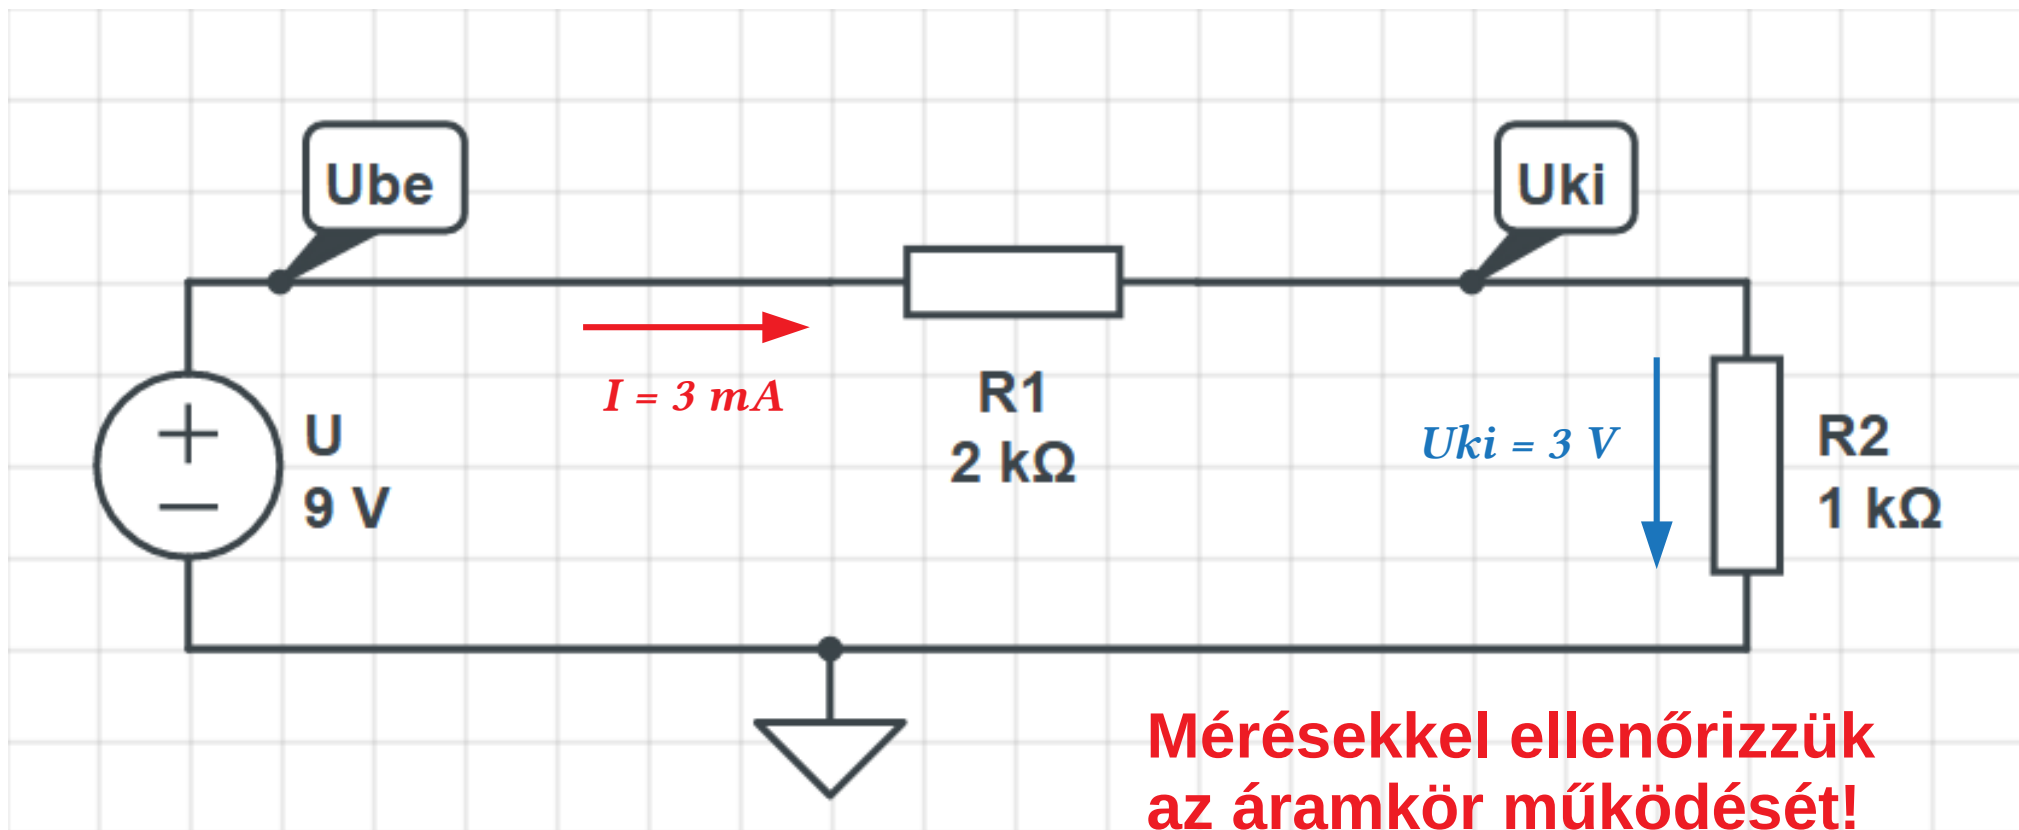 Ube
Uki
I = 3 mA
R1
2 kΩ
U
9 V
Uki = 3 V
R2
1 kΩ
Mérésekkel ellenőrizzük
az áramkör működését!